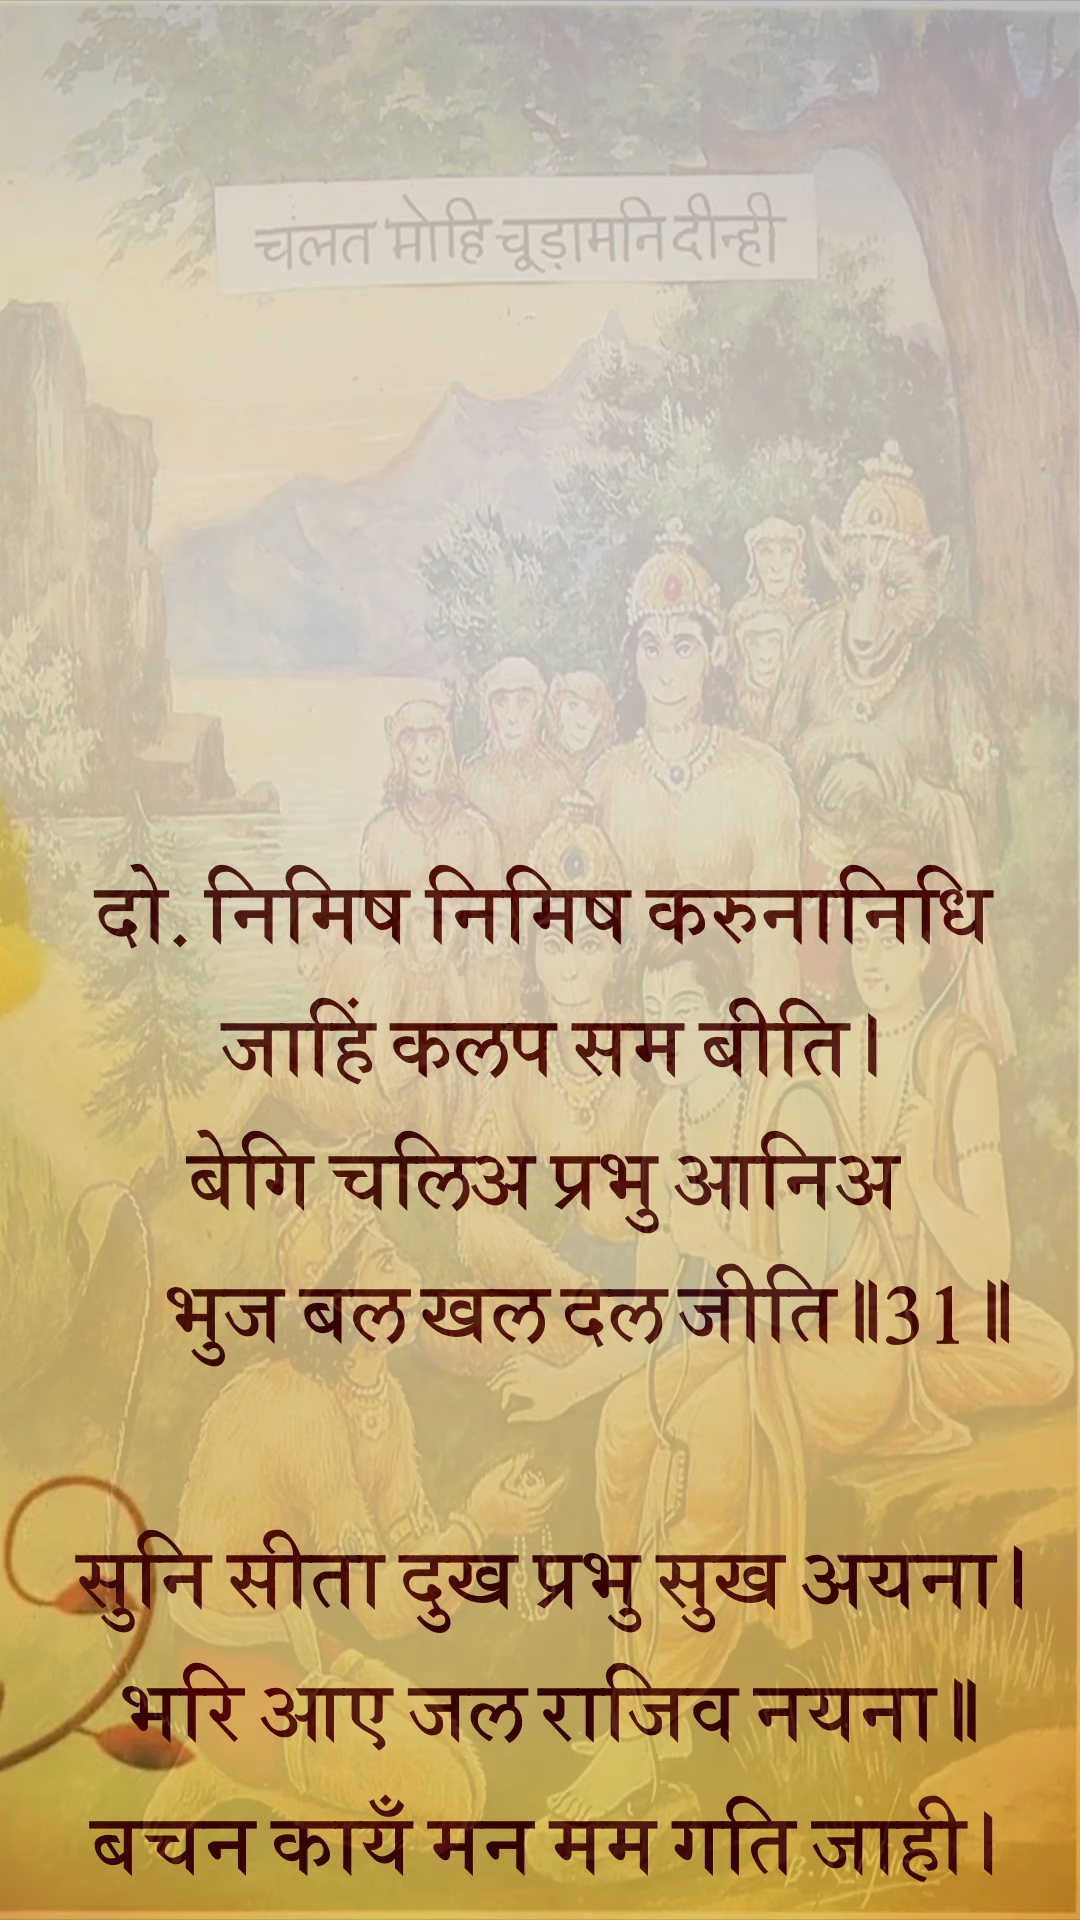 चलत मोहि चूड़ामनि दीन्ही
दो. निमिष निमिष करुनानिधि
जाहिं कलप सम बीति।
बेगि चलिअ प्रभु आनिअ
भुज बल खल दल जीति॥31॥
सुनि सीता दुख प्रभु सुख अयना।
भरि आए जल राजिव नयना॥
बचन कायँ मन मम गति जाही।